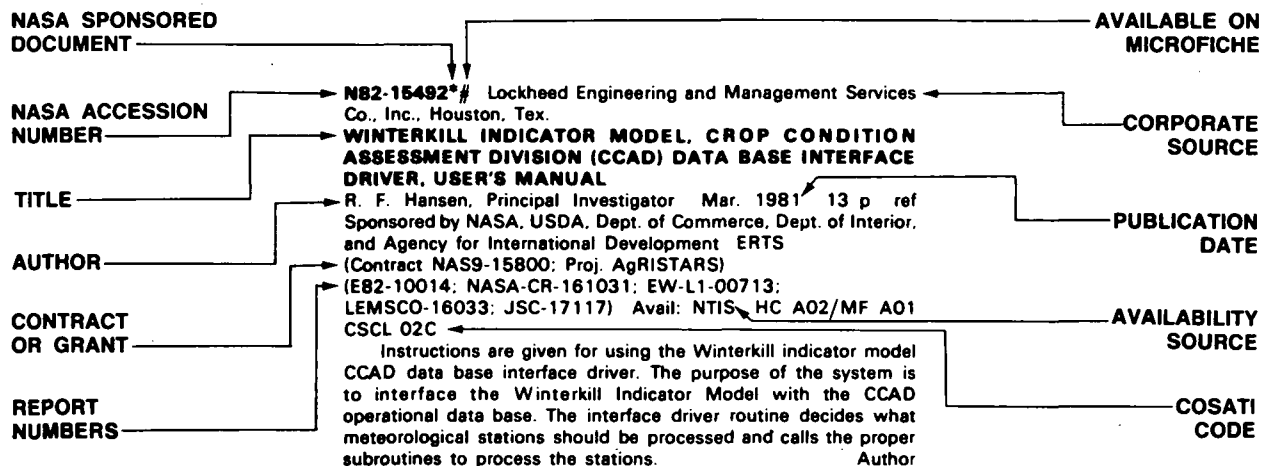 NASA SPONSORED
DOCUMENT
AVAILABLE ON
MICROFICHE
NASA ACCESSION
NUMBER
N82-15492*# Lockheed Engineering and Management Services
Co., Inc., Houston, Tex.
CORPORATE
SOURCE
WINTERKILL INDICATOR MODEL, CROP CONDITION
ASSESSMENT DIVISION (CCAD) DATA BASE INTERFACE
DRIVER, USER'S MANUAL
TITLE
R. F. Hansen, Principal Investigator Mar. 1981 13 p ref
Sponsored by NASA, USDA, Dept. of Commerce, Dept. of Interior,
and Agency for International Development ERTS
PUBLICATION
DATE
AUTHOR
(Contract NAS9-15800; Proj. AgRISTARS)
(E82-10014; NASA-CR-161031; EW-L1-00713;
LEMSCO-16033; JSC-17117) Avail: NTIS HC A02/MF A01
CSCL 02C
CONTRACT
OR GRANT
AVAILABILITY
SOURCE
Instructions are given for using the Winterkill indicator model
CCAD data base interface driver. The purpose of the system is
to interface the Winterkill Indicator Model with the CCAD
operational data base. The interface driver routine decides what
meteorological stations should be processed and calls the proper
subroutines to process the stations. Author
REPORT
NUMBERS
COSATI
CODE